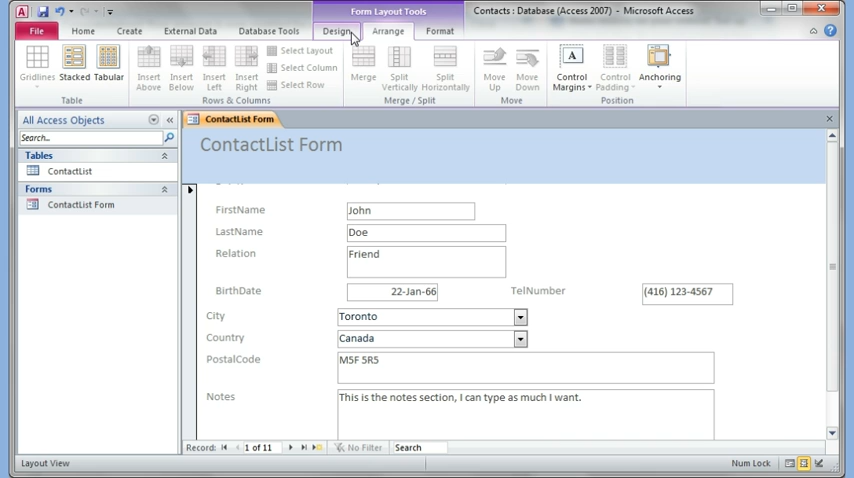 Form Layout Tools
Contacts : Database (Access 2007) - Microsoft Access
File Home Create External Data Database Tools Design Arrange Format
Gridlines Stacked Tabular
Table
Insert Above Insert Below Insert Left Insert Right
Select Layout
Select Column
Select Row
Rows & Columns
Merge Split Vertically Split Horizontally
Merge / Split
Move Up Move Down
Move
Control Margins Control Padding Anchoring
Position
All Access Objects
Search...
Tables
ContactList
Forms
ContactList Form
ContactList Form
ContactList Form
FirstName John
LastName Doe
Relation Friend
BirthDate 22-Jan-66 TelNumber (416) 123-4567
City Toronto
Country Canada
PostalCode M5F 5R5
Notes This is the notes section, I can type as much I want.
Record: 1 of 11 No Filter Search
Layout View Num Lock